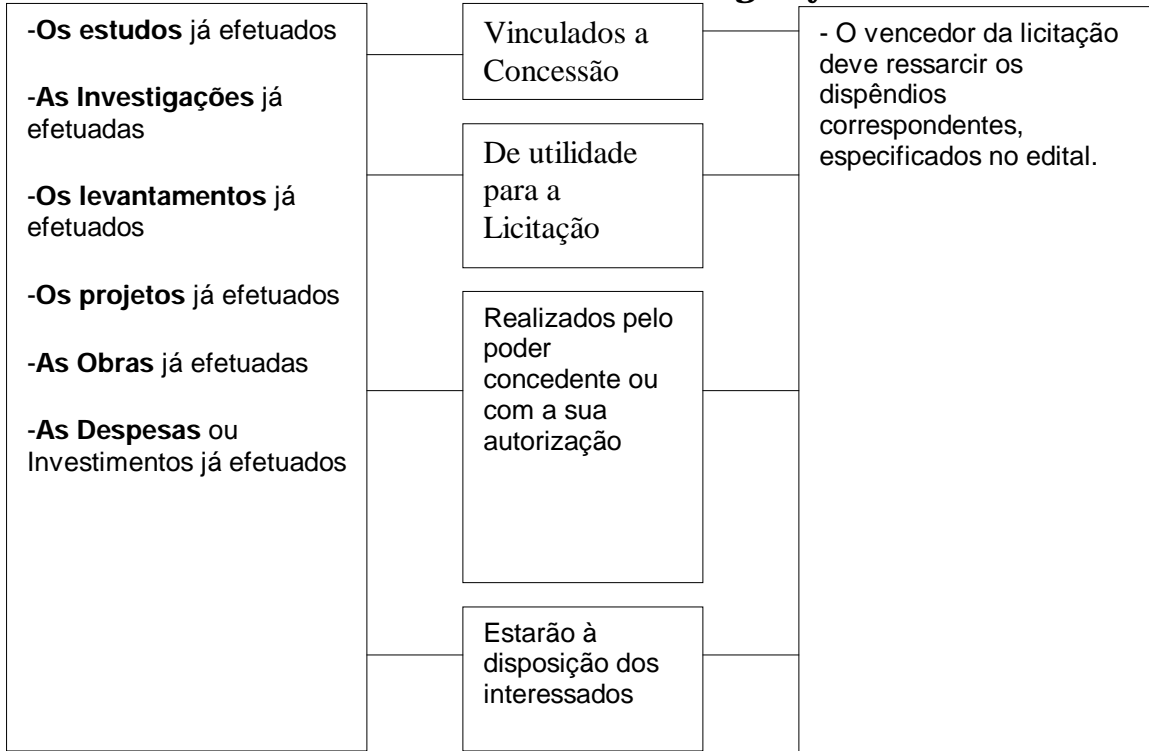 -Os estudos já efetuados
-As Investigações já
efetuadas
-Os levantamentos já
efetuados
-Os projetos já efetuados
-As Obras já efetuadas
-As Despesas ou
Investimentos já efetuados
Vinculados a
Concessão
De utilidade
para a
Licitação
Realizados pelo
poder
concedente ou
com a sua
autorização
Estarão à
disposição dos
interessados
- O vencedor da licitação
deve ressarcir os
dispêndios
correspondentes,
especificados no edital.